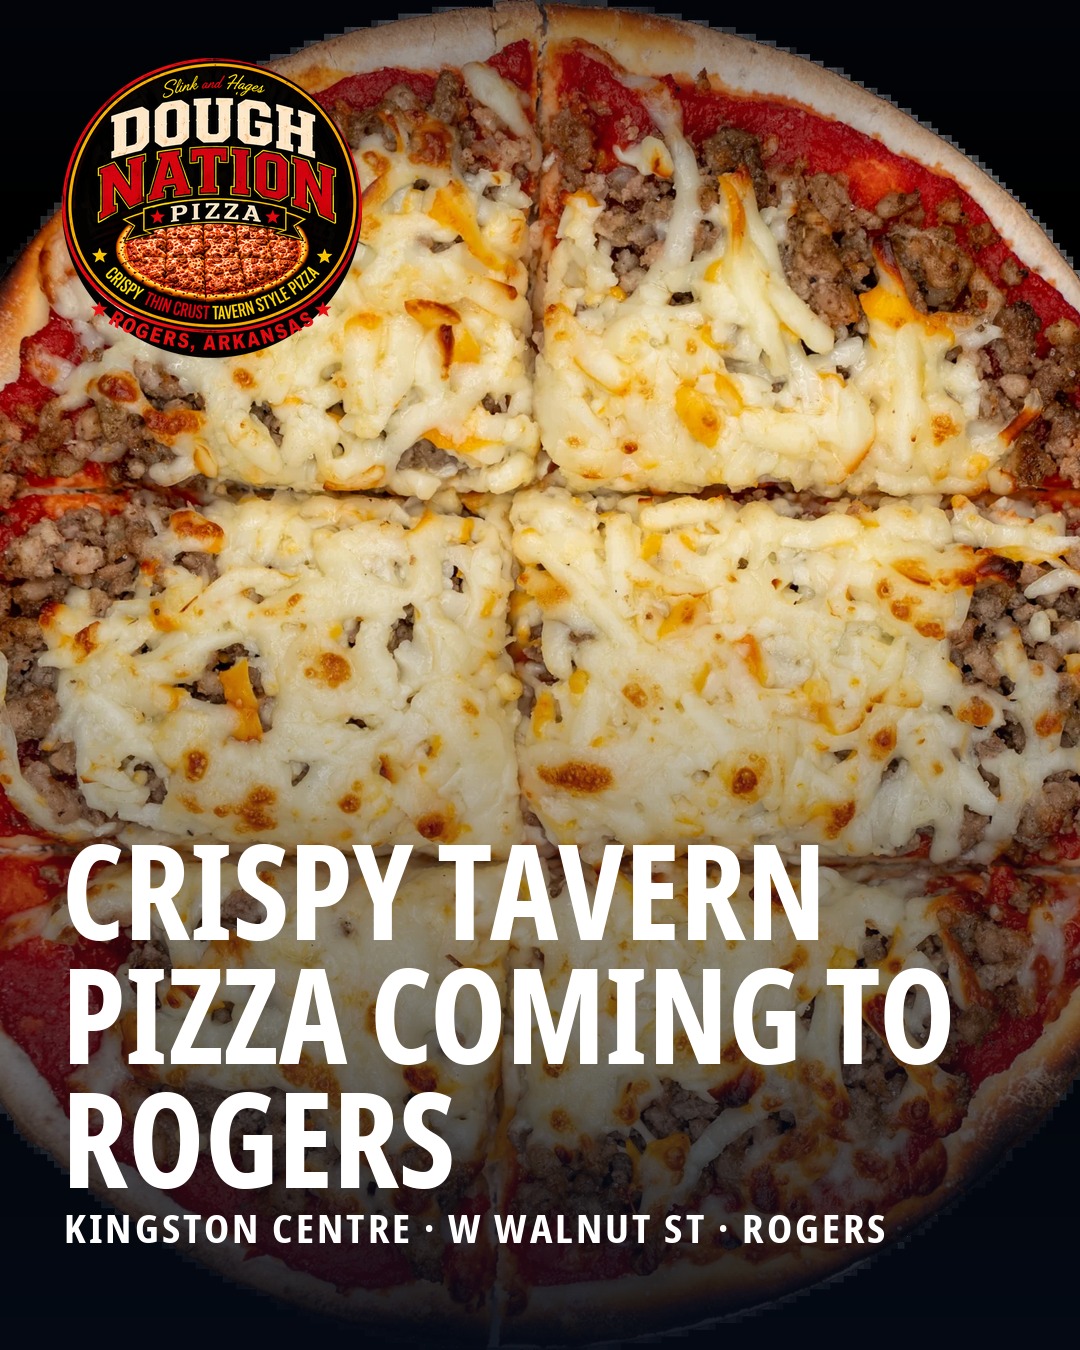 Slink and Hages
DOUGH
NATION
PIZZA
CRISPY THIN CRUST TAVERN STYLE PIZZA
ROGERS, ARKANSAS
CRISPY TAVERN
PIZZA COMING TO
ROGERS
KINGSTON CENTRE · W WALNUT ST · ROGERS